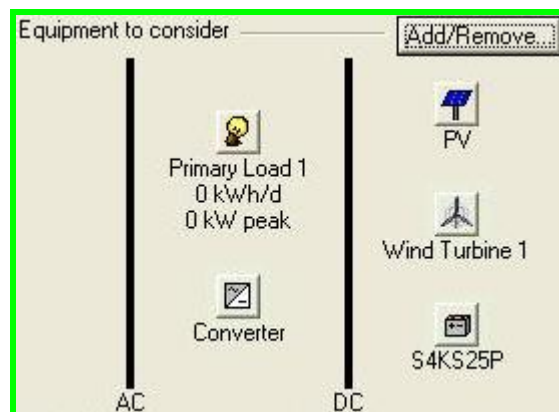 Equipment to consider
Add/Remove...
Primary Load 1
0 kWh/d
0 kW peak
PV
Wind Turbine 1
Converter
S4KS25P
AC
DC